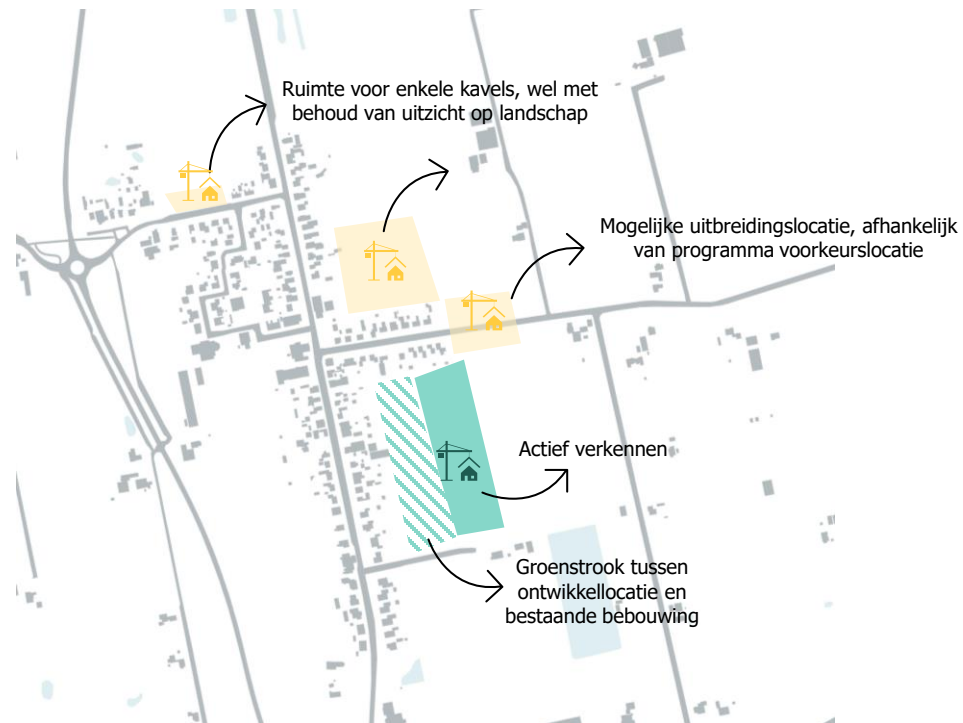 Ruimte voor enkele kavels, wel met
behoud van uitzicht op landschap
Mogelijke uitbreidingslocatie, afhankelijk
van programma voorkeurslocatie
Actief verkennen
Groenstrook tussen
ontwikkellocatie en
bestaande bebouwing